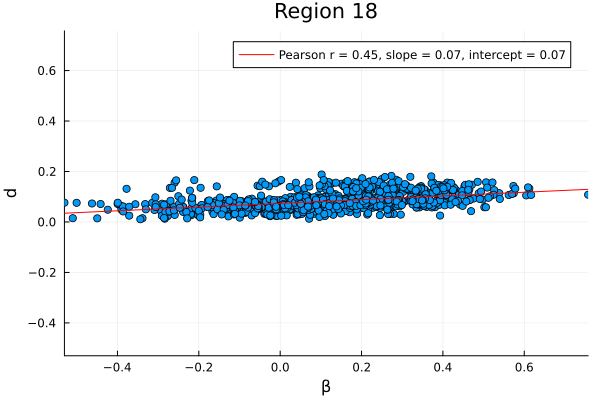 Region 18
Pearson r = 0.45, slope = 0.07, intercept = 0.07
0.6
0.4
0.2
0.0
−0.2
−0.4
d
−0.4 −0.2 0.0 0.2 0.4 0.6
β